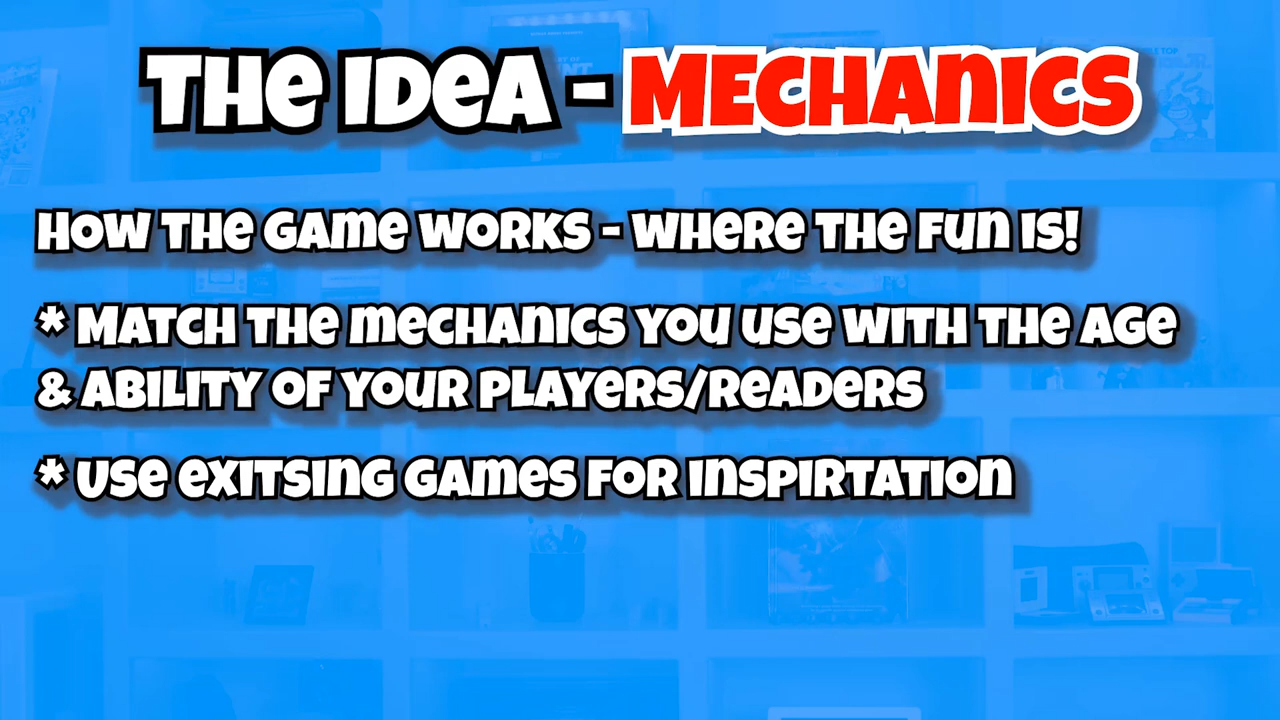 THE IDEA - MECHANICS
HOW THE GAME WORKS - WHERE THE FUN IS!
* MATCH THE MECHANICS YOU USE WITH THE AGE
& ABILITY OF YOUR PLAYERS/READERS
* USE EXITSING GAMES FOR INSPIRTATION